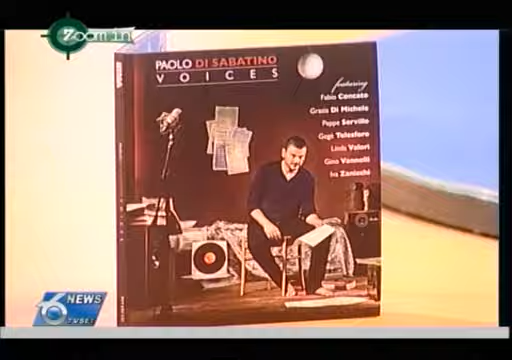 Zoom in
PAOLO DI SABATINO
VOICES
featuring
Fabio Concato
Grazia Di Michele
Peppe Servillo
Gegè Telesforo
Linda Valori
Gino Vannelli
Iva Zanicchi
6 NEWS
TVSEI